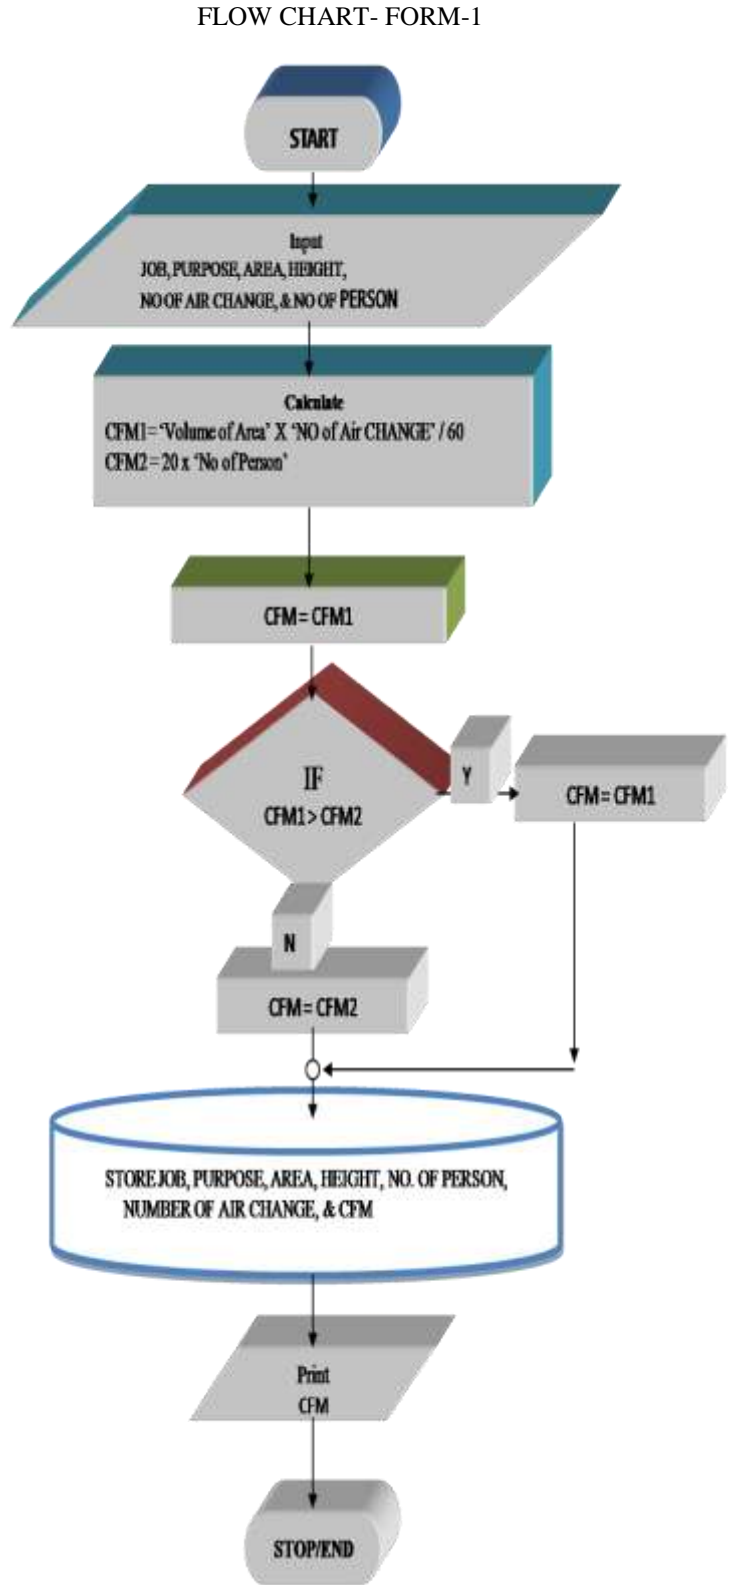 FLOW CHART- FORM-1
START
Input
JOB, PURPOSE, AREA, HEIGHT,
NO OF AIR CHANGE, & NO OF PERSON
Calculate
CFM1= ‘Volume of Area’ X ‘NO of Air CHANGE’ / 60
CFM2 = 20 x ‘No of Person’
CFM = CFM1
IF
CFM1 > CFM2
Y
CFM = CFM1
N
CFM = CFM2
STORE JOB, PURPOSE, AREA, HEIGHT, NO. OF PERSON,
NUMBER OF AIR CHANGE, & CFM
Print
CFM
STOP/END